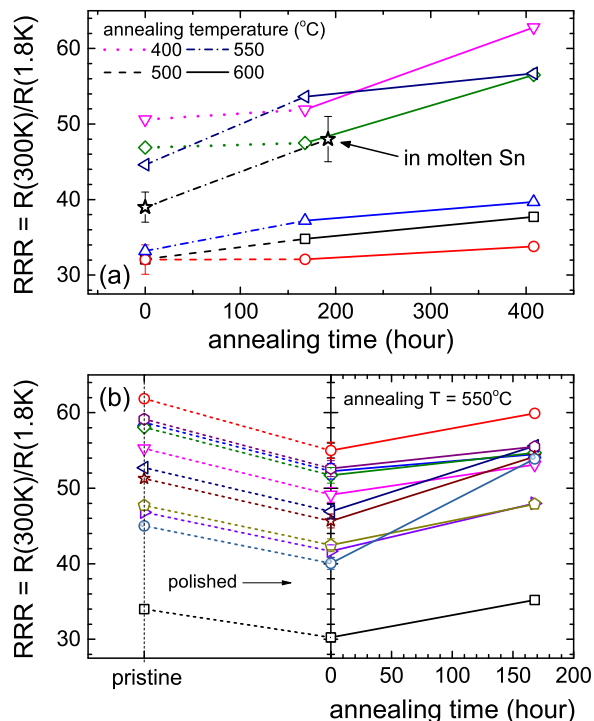 annealing temperature (°C)
400 550
500 600
60
50
40
30
RRR = R(300K)/R(1.8K)
in molten Sn
(a)
0 100 200 300 400
annealing time (hour)
(b)
annealing T = 550°C
60
50
40
30
RRR = R(300K)/R(1.8K)
polished
pristine
0 50 100 150 200
annealing time (hour)